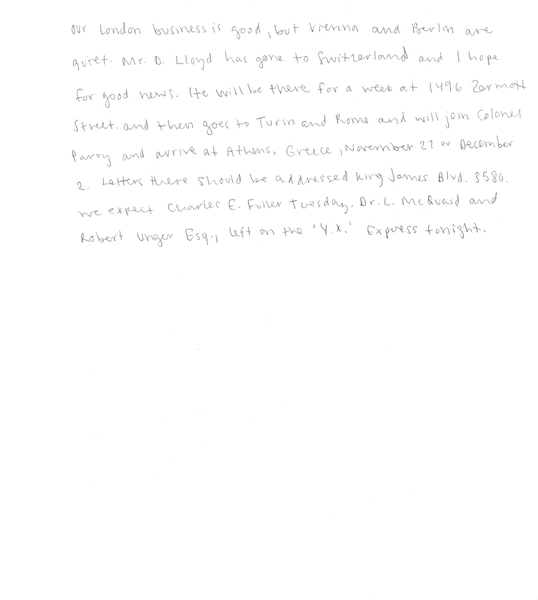 our London business is good, but Vienna and Berlin are
quiet. Mr. D. Lloyd has gone to Switzerland and I hope
for good news. He will be there for a week at 1496 Zermott
Street. and then goes to Turin and Rome and will join Colonel
Parry and arrive at Athens, Greece, November 27 or December
2. Letters there should be addressed King James Blvd. 3580.
we expect Charles E. Fuller Tuesday. Dr. L. McQuaid and
Robert Unger Esq., left on the 'Y.X.' Express tonight.